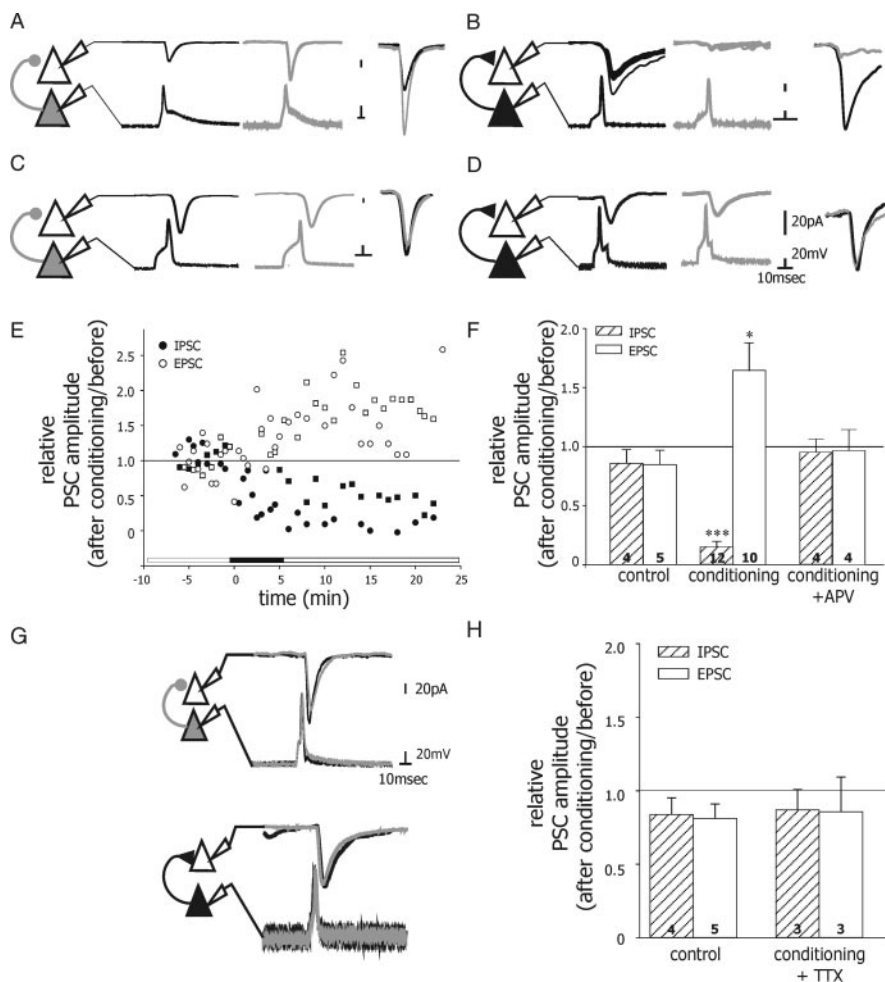 A
B
C
D
20pA
20mV
10msec
E
F
relative
PSC amplitude
(after conditioning/before)
2.5
2.0
1.5
1.0
0.5
0
IPSC
EPSC
-10 -5 0 5 10 15 20 25
time (min)
relative
PSC amplitude
(after conditioning/before)
2.0
1.5
1.0
0.5
0
IPSC
EPSC
*
***
4 5 12 10 4 4
control conditioning conditioning
+APV
G
20pA
20mV
10msec
H
relative
PSC amplitude
(after conditioning/before)
2.0
1.5
1.0
0.5
0
IPSC
EPSC
4 5 3 3
control conditioning
+ TTX